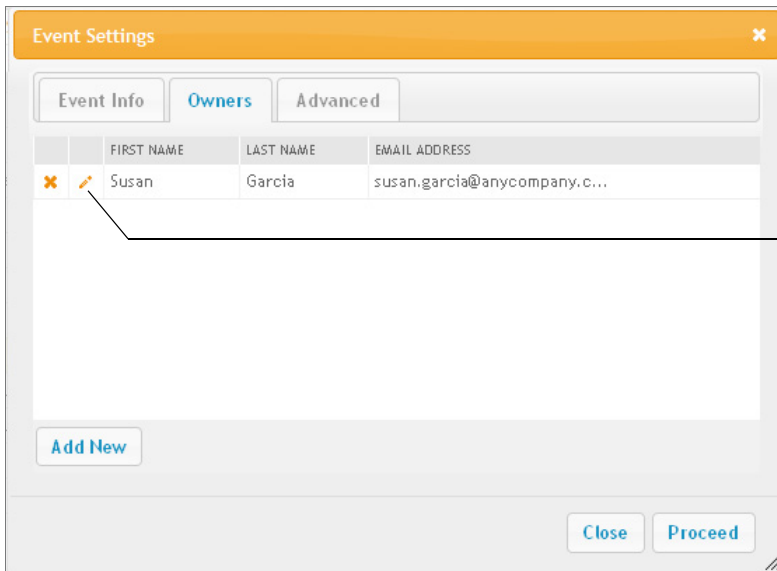 Event Settings
Event Info Owners Advanced
FIRST NAME LAST NAME EMAIL ADDRESS
Susan Garcia susan.garcia@anycompany.c...
Add New
Close Proceed